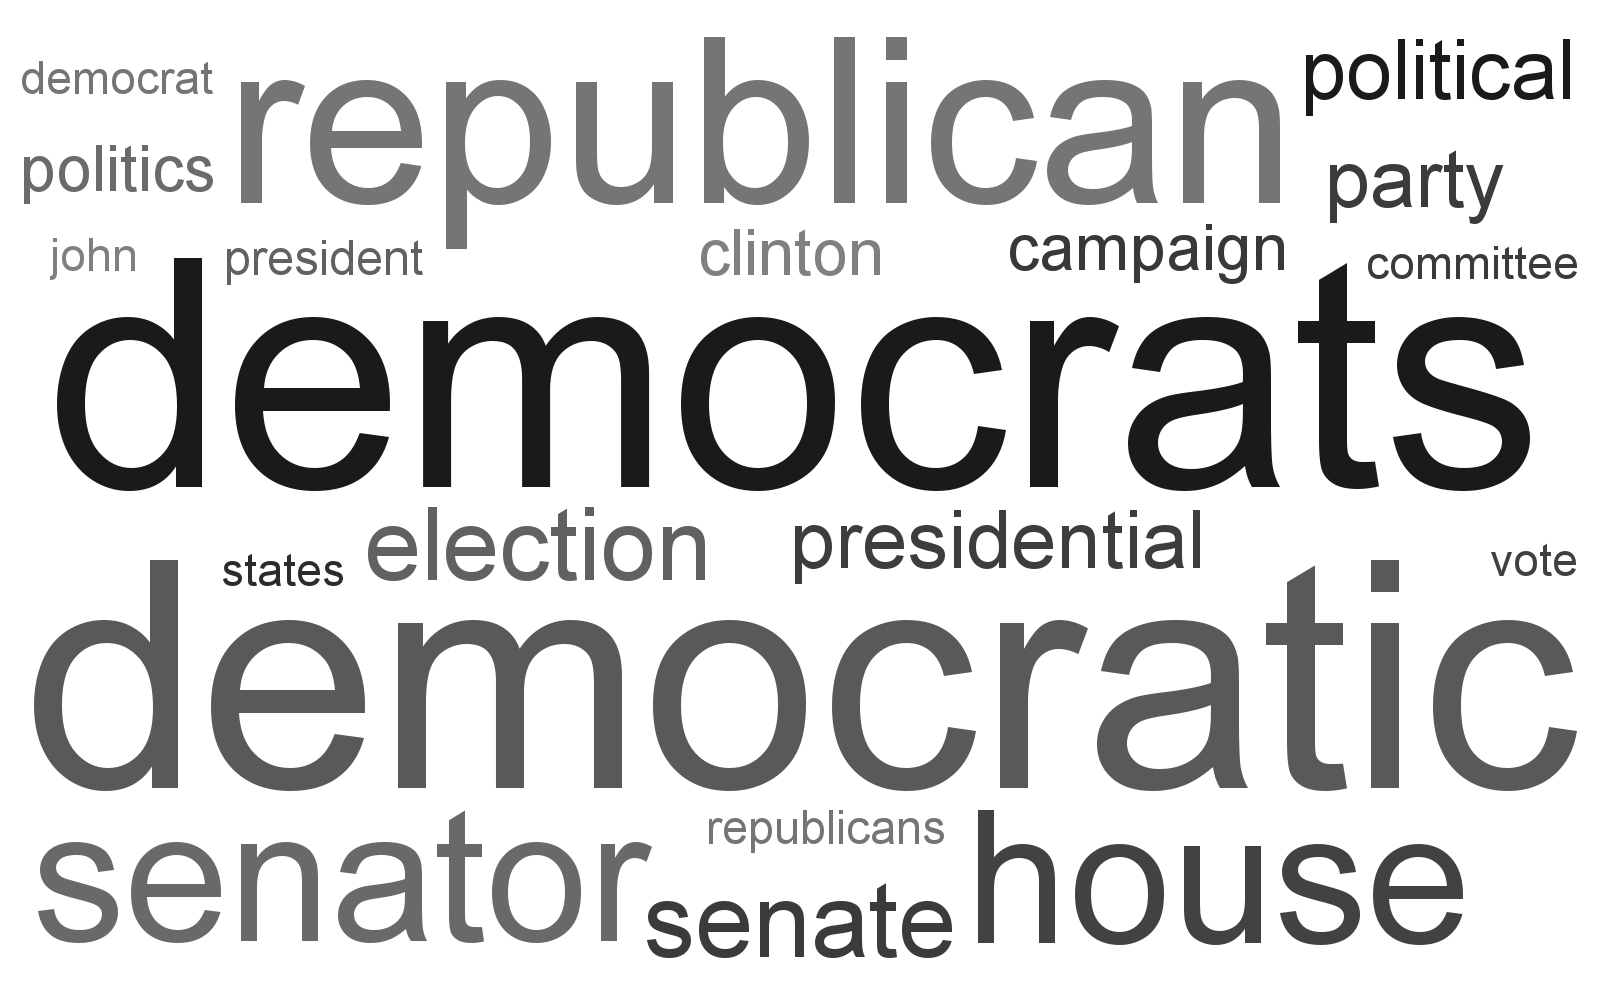 democrat republican political
politics party
john president clinton campaign committee
democrats
states election presidential vote
democratic
senator republicans house
senate